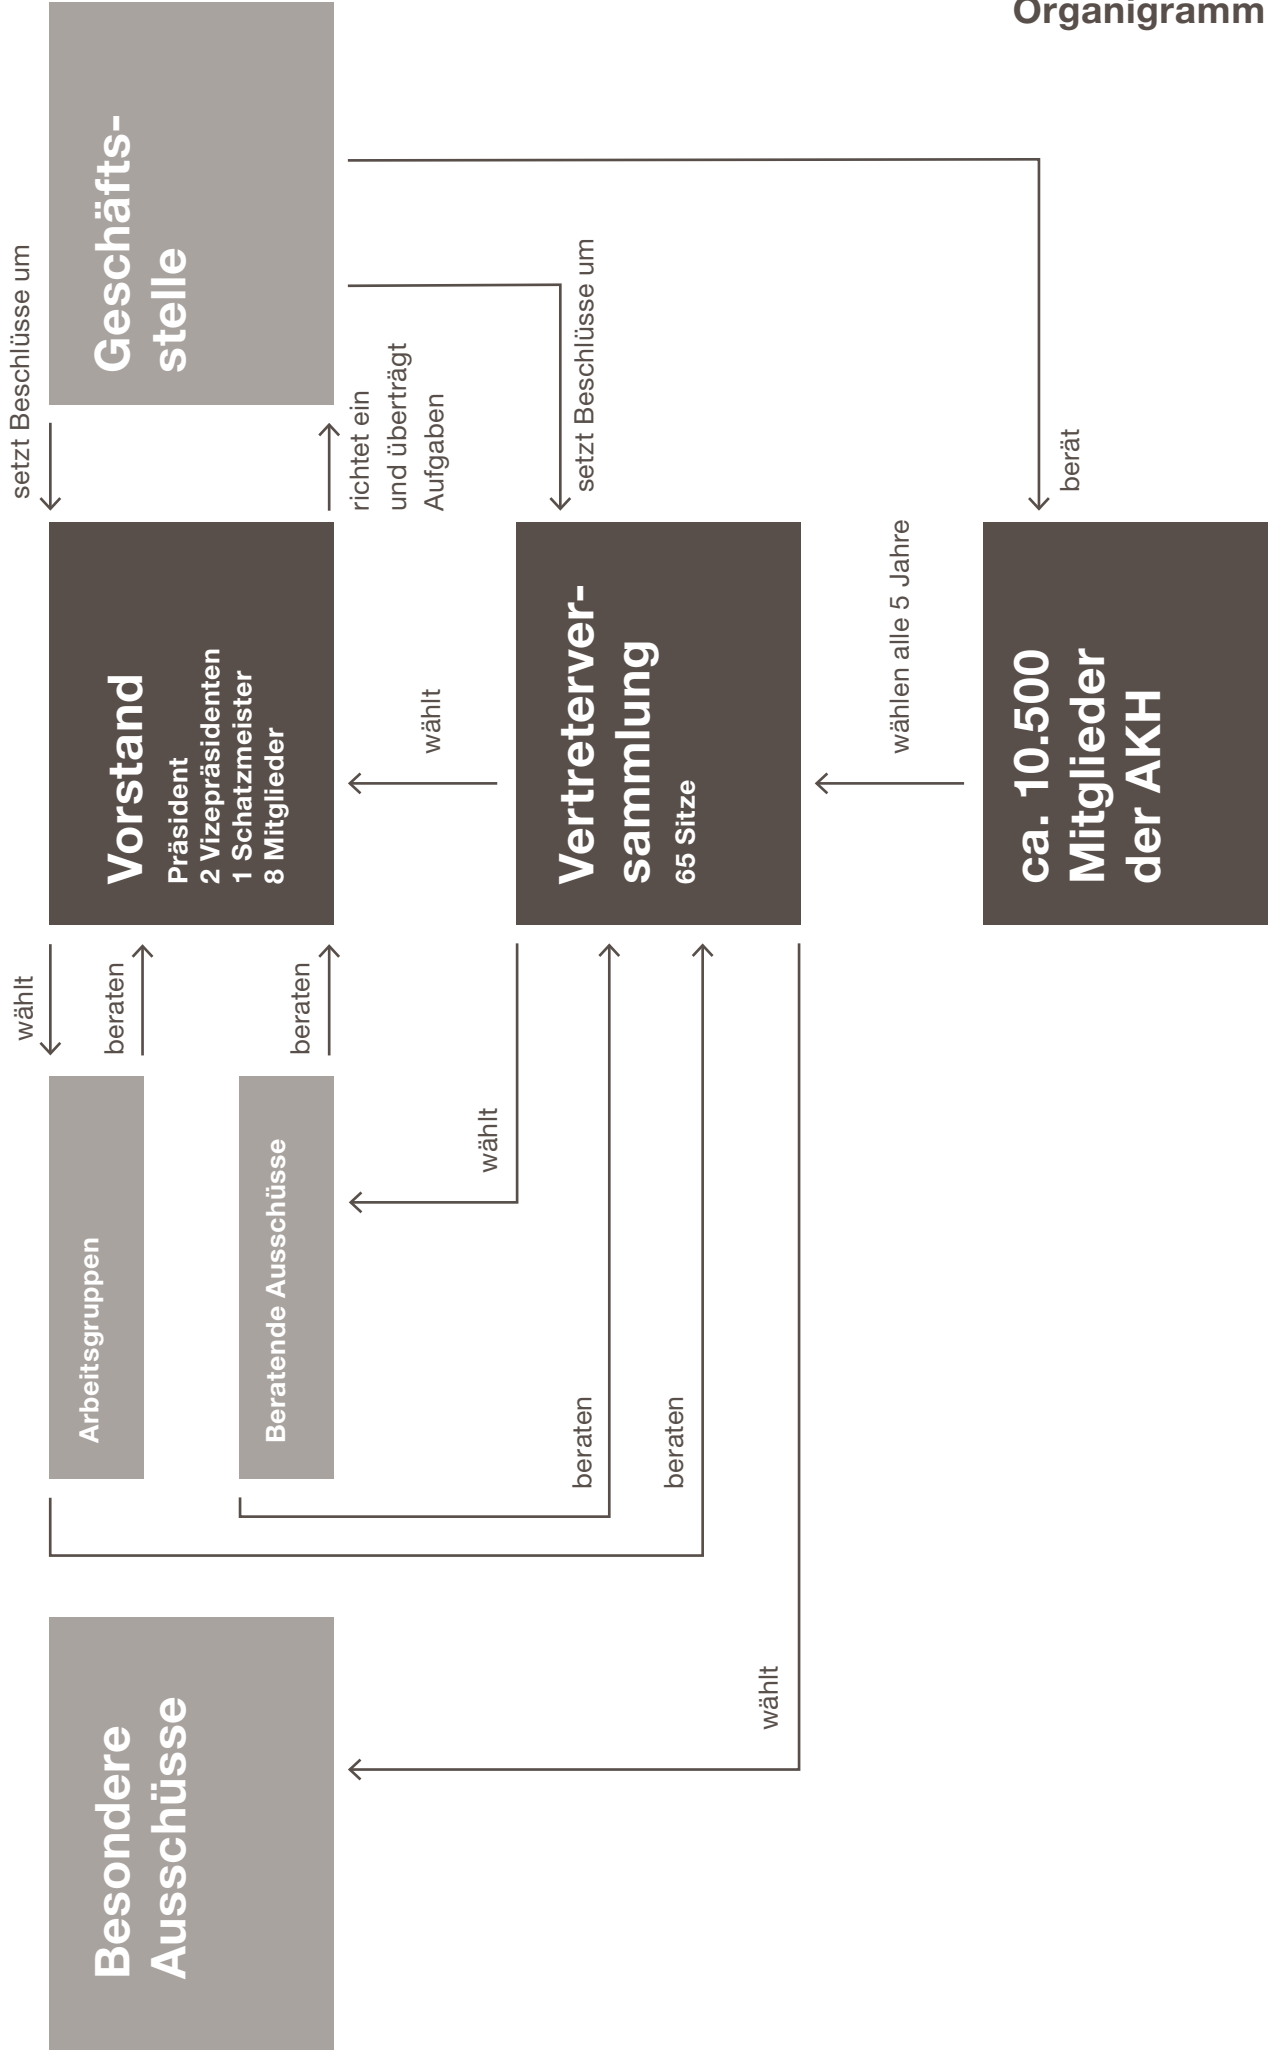 Organigramm
Besondere
Ausschüsse
Arbeitsgruppen
Beratende Ausschüsse
wählt
beraten
beraten
Vorstand
Präsident
2 Vizepräsidenten
1 Schatzmeister
8 Mitglieder
setzt Beschlüsse um
richtet ein
und überträgt
Aufgaben
Geschäfts-
stelle
wählt
wählt
beraten
beraten
wählt
Vertreterver-
sammlung
65 Sitze
setzt Beschlüsse um
wählen alle 5 Jahre
berät
ca. 10.500
Mitglieder
der AKH